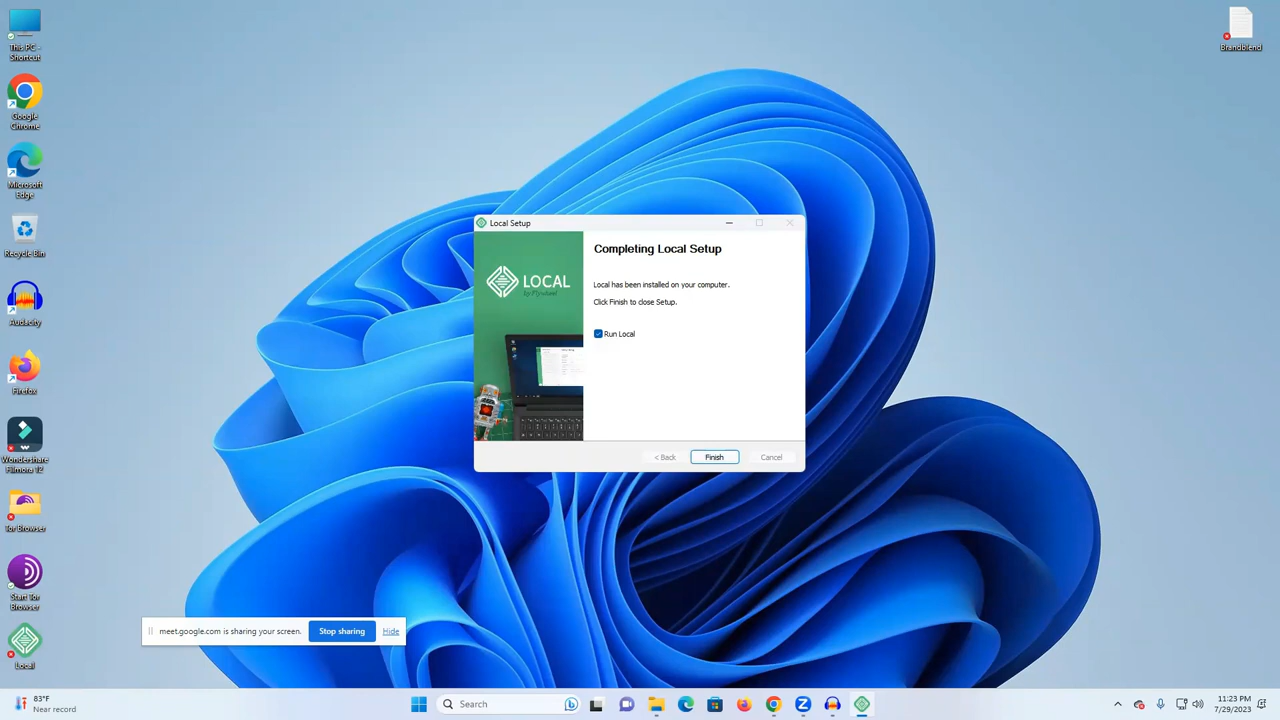 This PC -
Shortcut
Google
Chrome
Microsoft
Edge
Recycle Bin
Audacity
Firefox
Wondershare
Filmora 12
Tor Browser
Start Tor
Browser
Local
Brandblend
Local Setup
LOCAL
by Flywheel
Completing Local Setup
Local has been installed on your computer.
Click Finish to close Setup.
Run Local
< Back
Finish
Cancel
meet.google.com is sharing your screen.
Stop sharing
Hide
83°F
Near record
Search
11:23 PM
7/29/2023